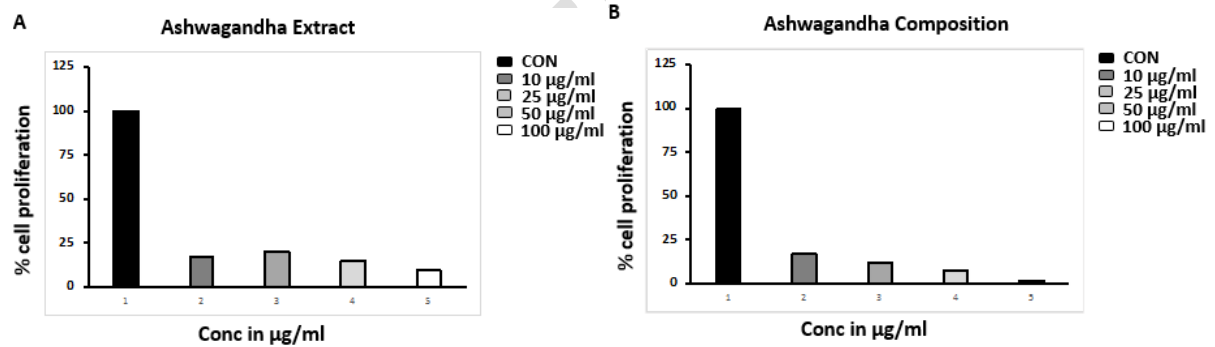 A
Ashwagandha Extract
125
100
75
50
25
0
% cell proliferation
1 2 3 4 5
Conc in µg/ml
CON
10 µg/ml
25 µg/ml
50 µg/ml
100 µg/ml
B
Ashwagandha Composition
125
100
75
50
25
0
% cell proliferation
1 2 3 4 5
Conc in µg/ml
CON
10 µg/ml
25 µg/ml
50 µg/ml
100 µg/ml